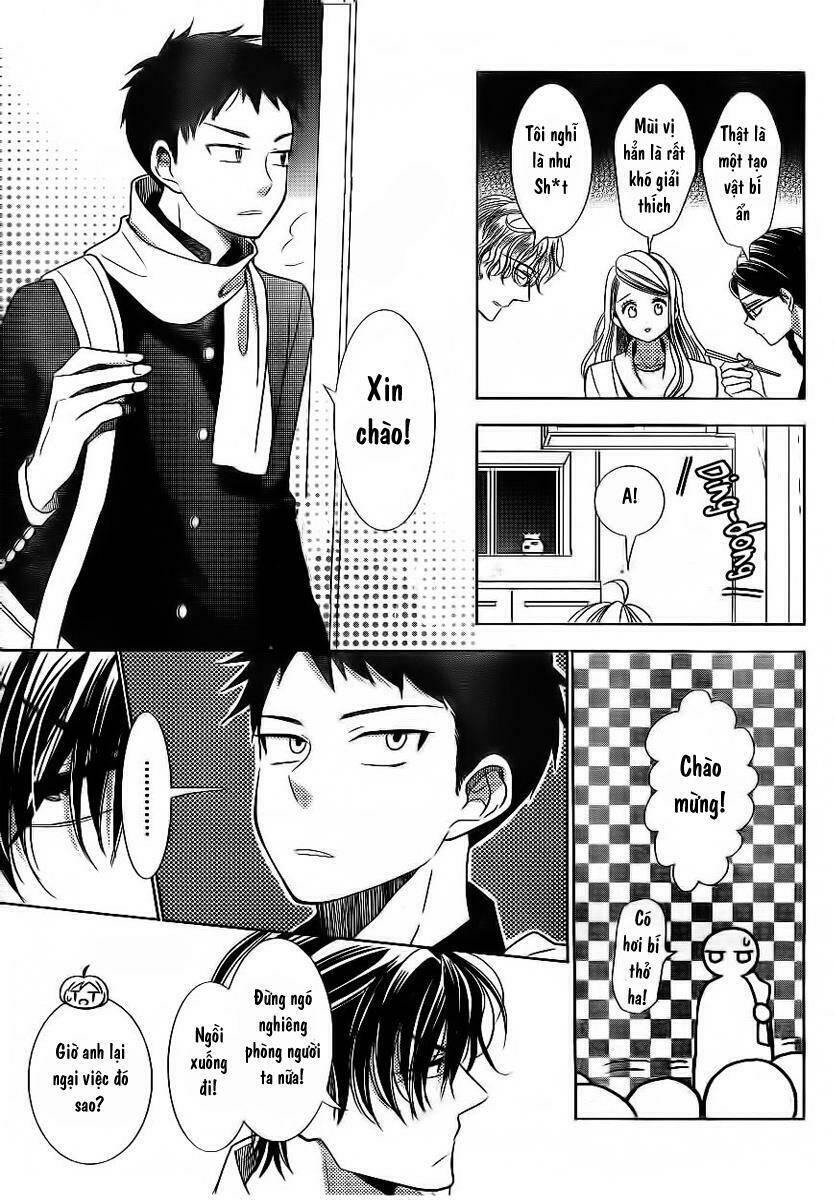 Thật là
một tạo
vật bí
ẩn
Mùi vị
hẳn là rất
khó giải
thích
Tôi nghĩ
là như
Sh*t
Ding-dong
A!
Xin
chào!
Chào
mừng!
Có
hơi bí
thở
ha!
........
Đừng ngó
nghiêng
phòng người
ta nữa!
Ngồi
xuống
đi!
Giờ anh lại
ngại việc đó
sao?